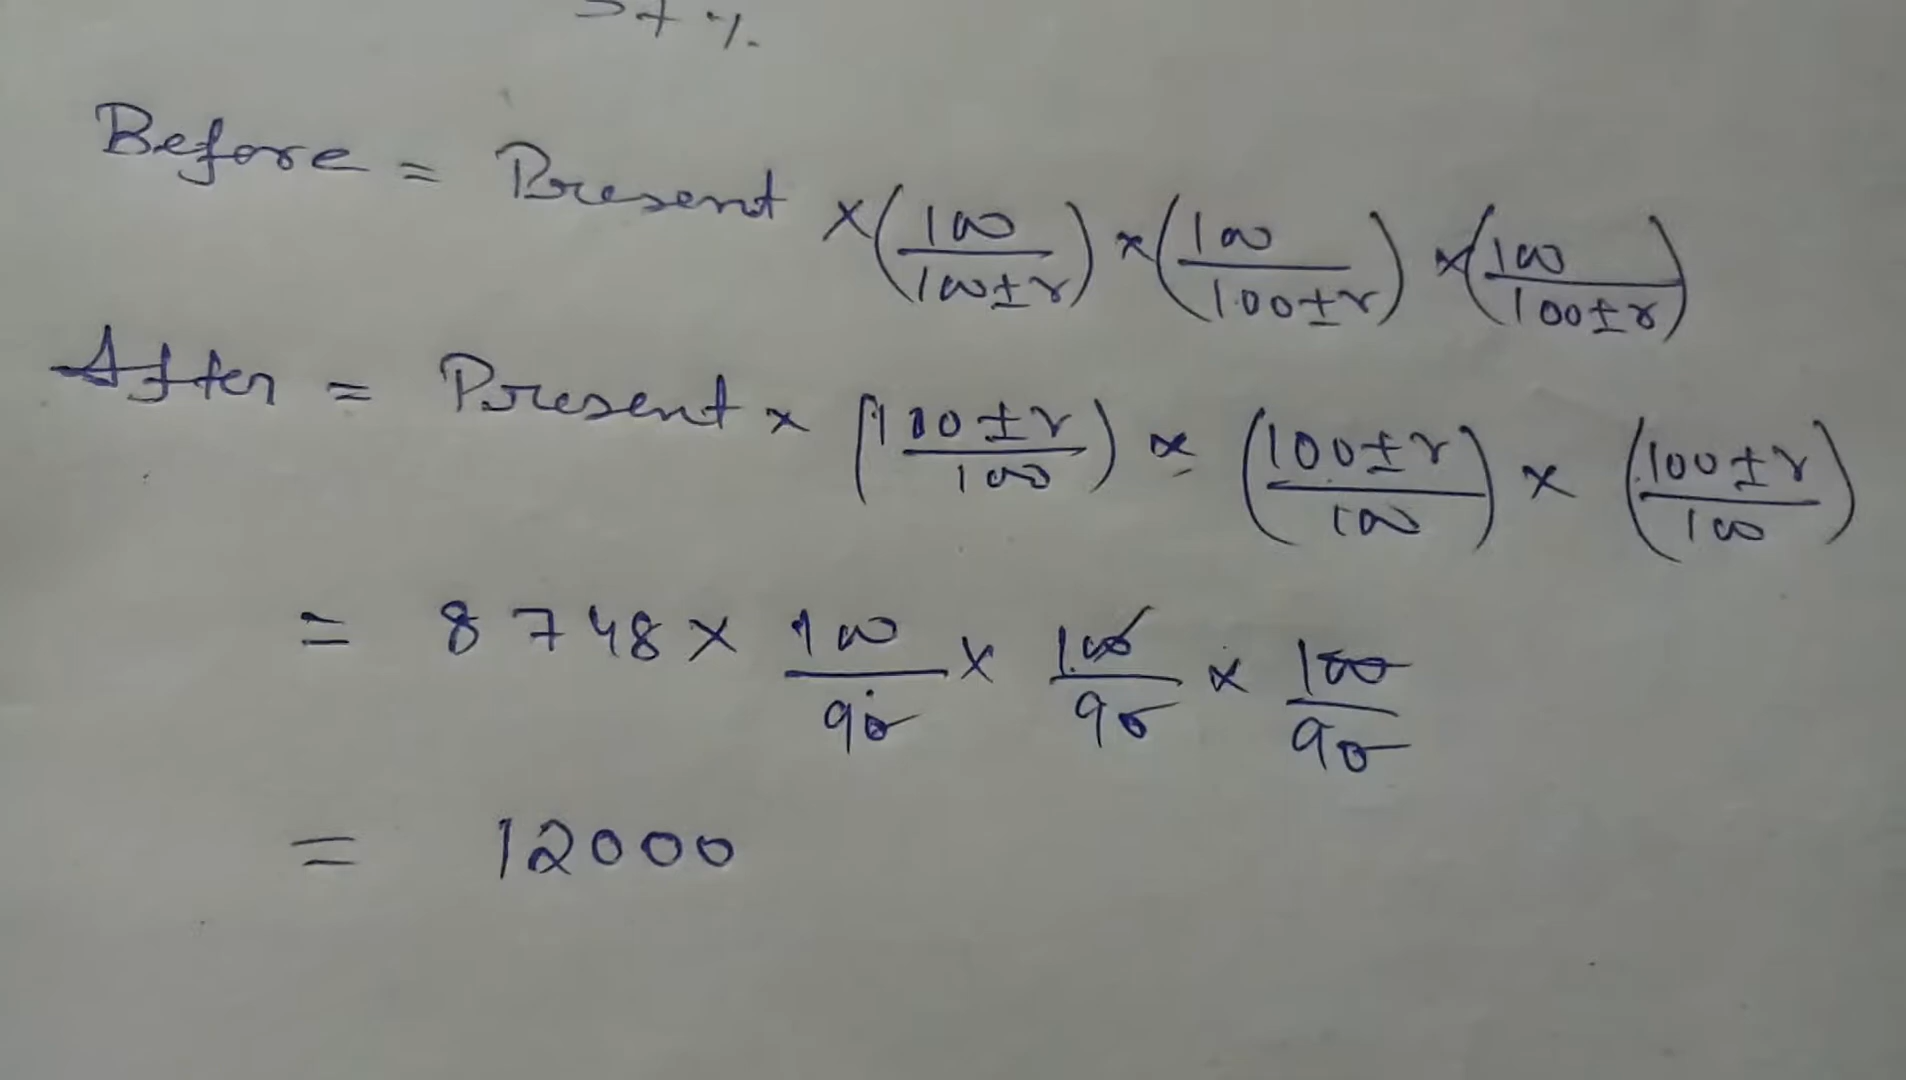 Before = Present × (100/100±r) × (100/100±r) × (100/100±r)
After = Present × (100±r/100) × (100±r/100) × (100±r/100)
= 8748 × 100/90 × 100/90 × 100/90
= 12000